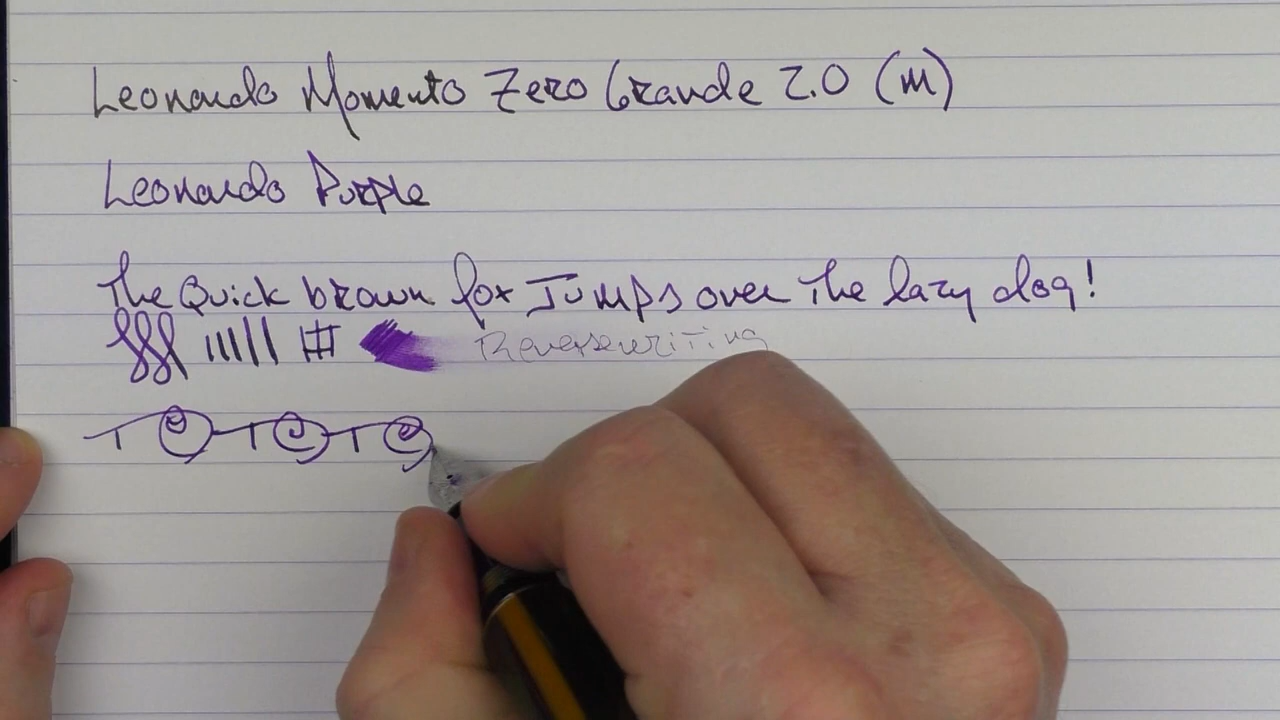 Leonardo Momento Zero Grande 2.0 (M)
Leonardo Purple
The Quick brown fox Jumps over The lazy dog!
Reversewriting